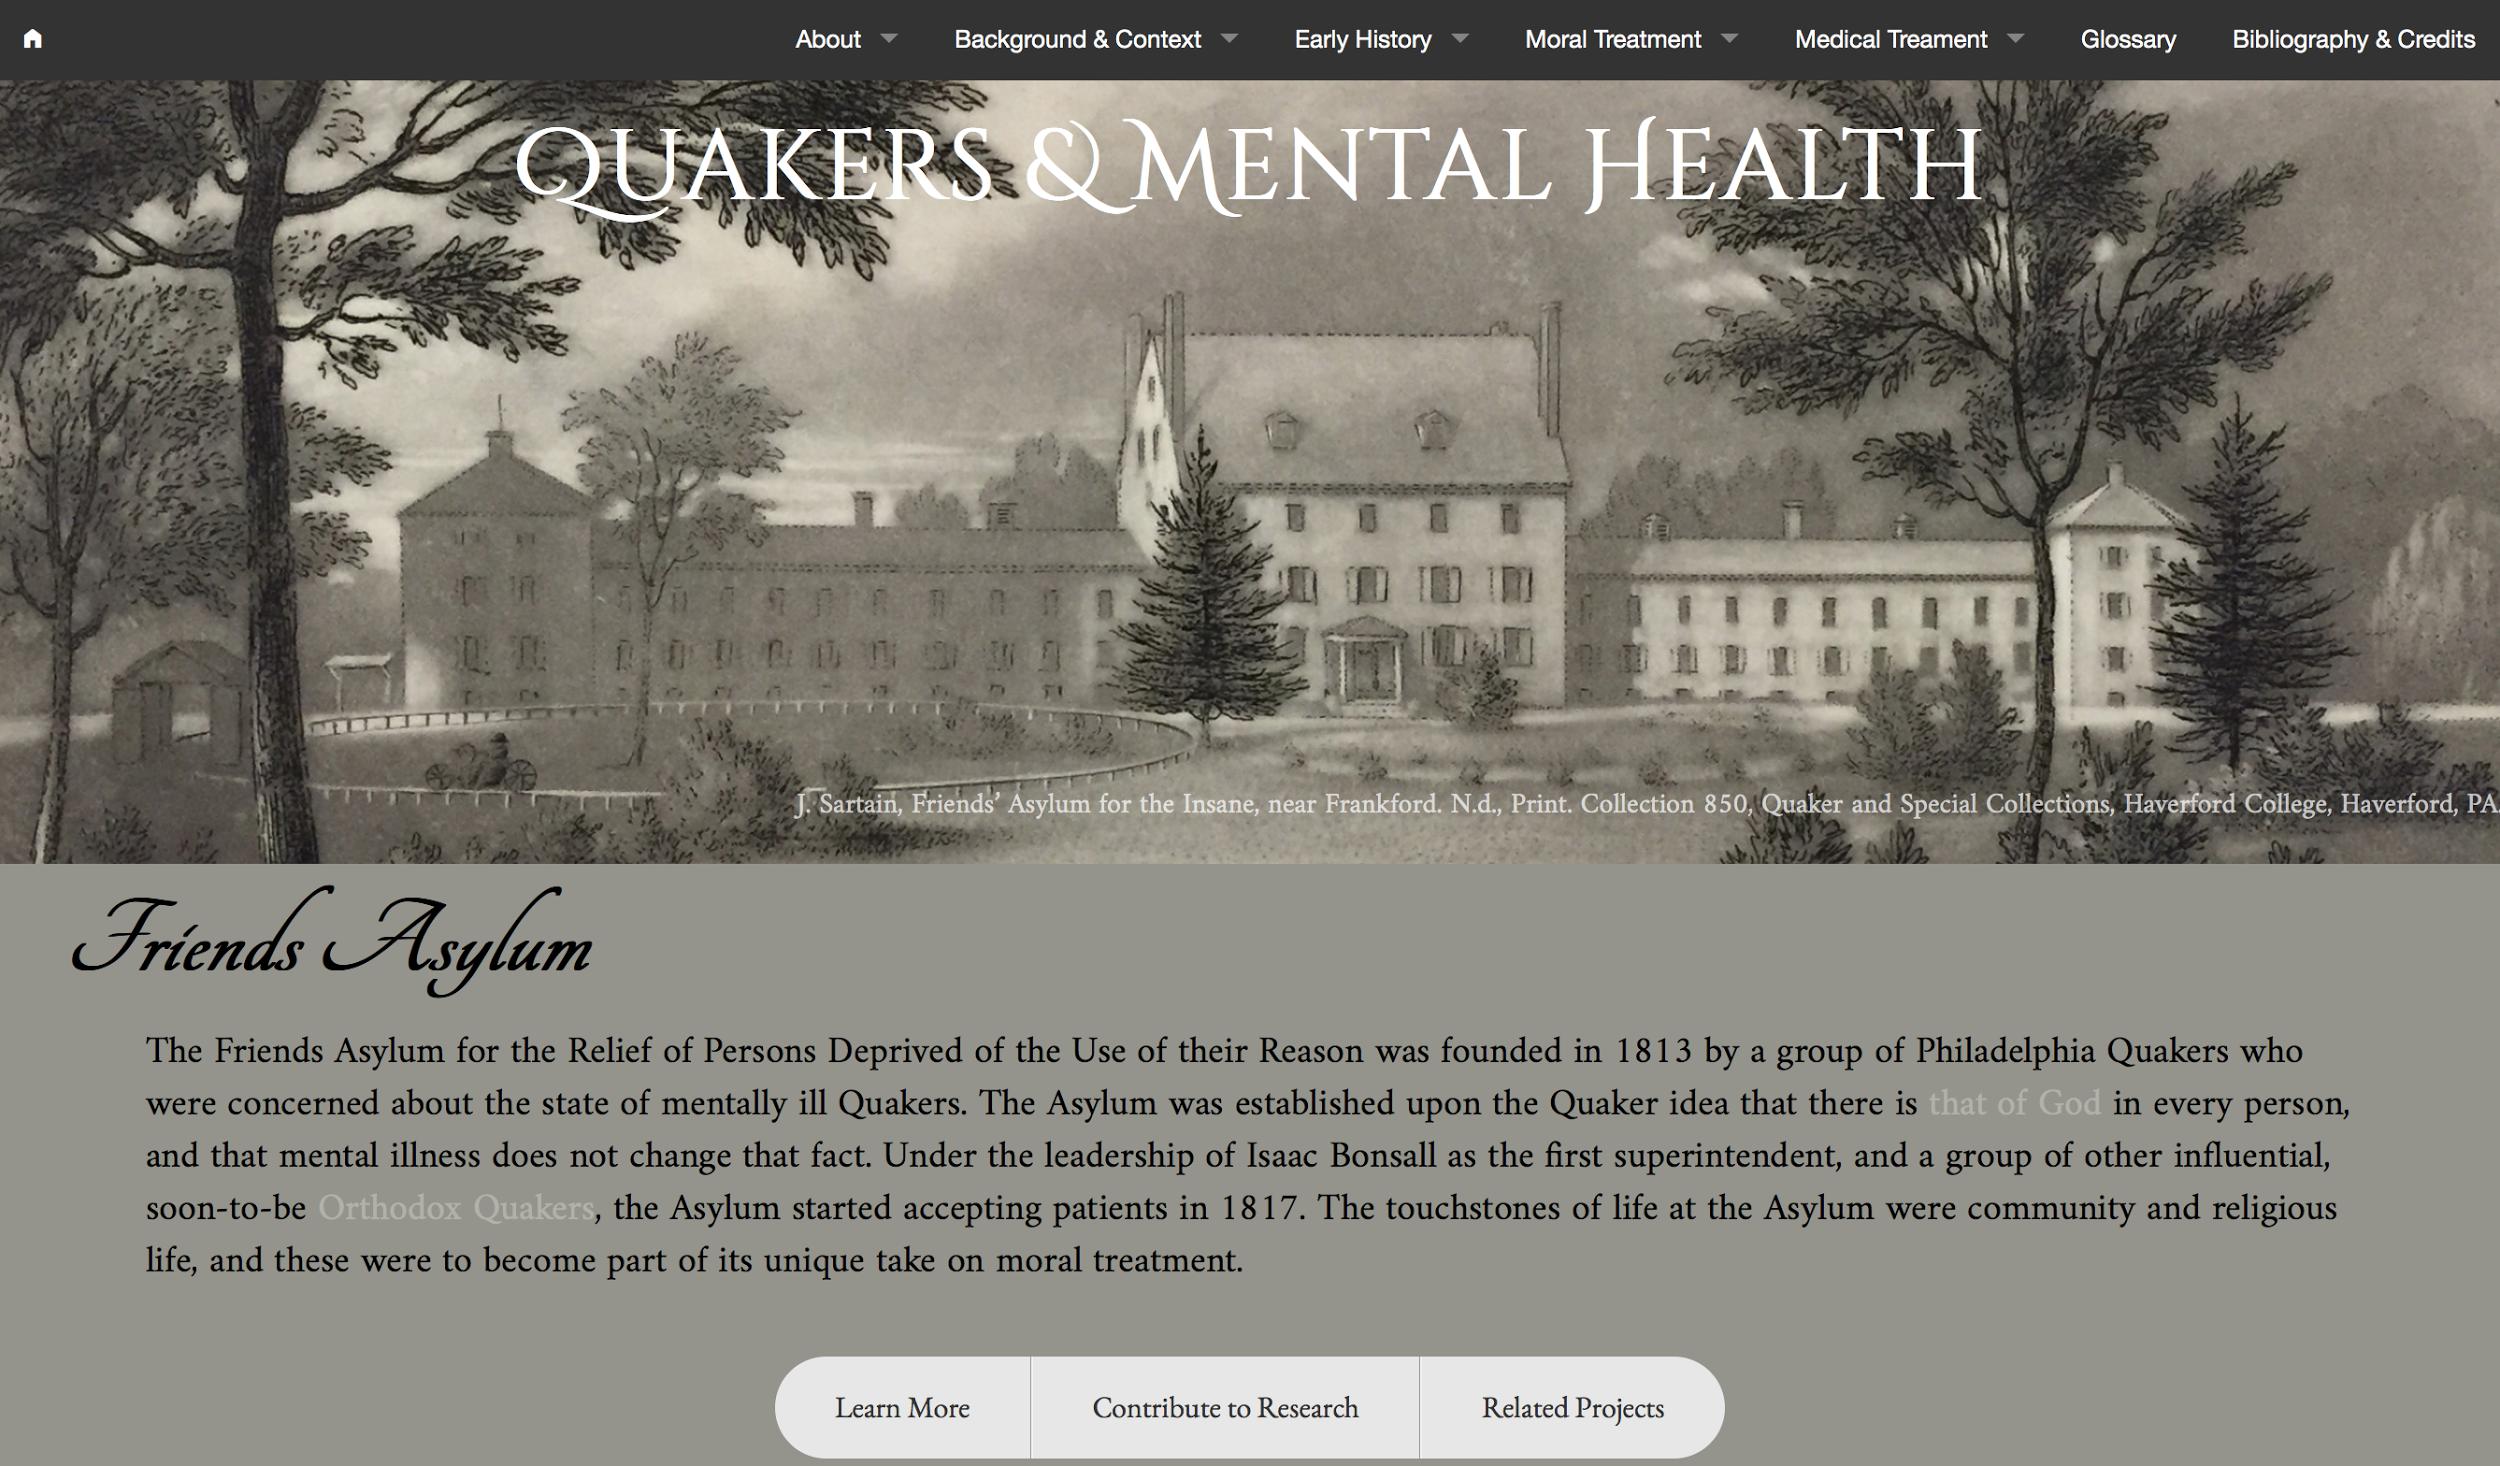 About Background & Context Early History Moral Treatment Medical Treament Glossary Bibliography & Credits
Quakers & Mental Health
J. Sartain, Friends’ Asylum for the Insane, near Frankford. N.d., Print. Collection 850, Quaker and Special Collections, Haverford College, Haverford, PA.
Friends Asylum
The Friends Asylum for the Relief of Persons Deprived of the Use of their Reason was founded in 1813 by a group of Philadelphia Quakers who
were concerned about the state of mentally ill Quakers. The Asylum was established upon the Quaker idea that there is that of God in every person,
and that mental illness does not change that fact. Under the leadership of Isaac Bonsall as the first superintendent, and a group of other influential,
soon-to-be Orthodox Quakers, the Asylum started accepting patients in 1817. The touchstones of life at the Asylum were community and religious
life, and these were to become part of its unique take on moral treatment.
Learn More Contribute to Research Related Projects